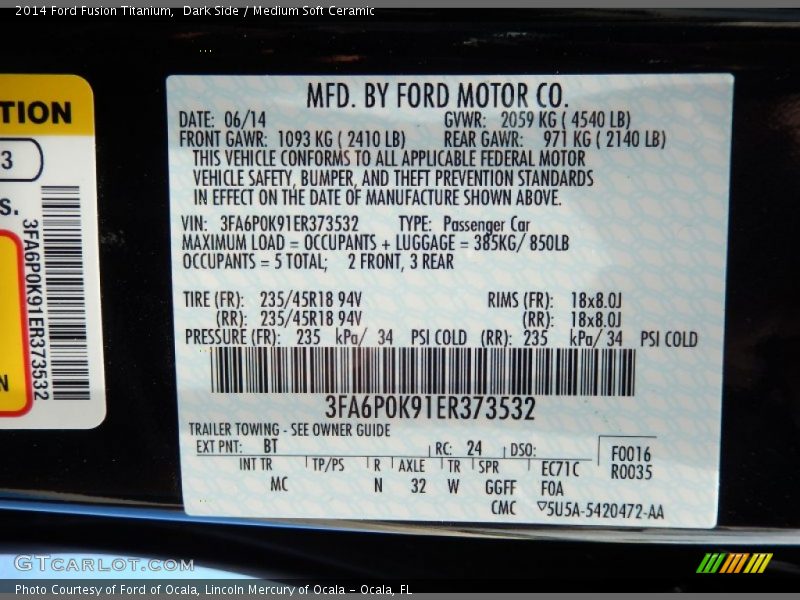 2014 Ford Fusion Titanium,  Dark Side / Medium Soft Ceramic
TION
3
S.
3FA6P0K91ER373532
N
MFD. BY FORD MOTOR CO.
DATE: 06/14 GVWR: 2059 KG ( 4540 LB)
FRONT GAWR: 1093 KG ( 2410 LB) REAR GAWR: 971 KG ( 2140 LB)
THIS VEHICLE CONFORMS TO ALL APPLICABLE FEDERAL MOTOR
VEHICLE SAFETY, BUMPER, AND THEFT PREVENTION STANDARDS
IN EFFECT ON THE DATE OF MANUFACTURE SHOWN ABOVE.
VIN: 3FA6P0K91ER373532 TYPE: Passenger Car
MAXIMUM LOAD = OCCUPANTS + LUGGAGE = 385KG/ 850LB
OCCUPANTS = 5 TOTAL; 2 FRONT, 3 REAR
TIRE (FR): 235/45R18 94V RIMS (FR): 18x8.0J
(RR): 235/45R18 94V (RR): 18x8.0J
PRESSURE (FR): 235 kPa/ 34 PSI COLD (RR): 235 kPa/ 34 PSI COLD
3FA6P0K91ER373532
TRAILER TOWING - SEE OWNER GUIDE
EXT PNT: BT RC: 24 DSO: F0016
INT TR TP/PS R AXLE TR SPR EC71C R0035
MC N 32 W GGFF F0A
CMC ▽5U5A-5420472-AA
GTCarLot.com
Photo Courtesy of Ford of Ocala, Lincoln Mercury of Ocala - Ocala, FL